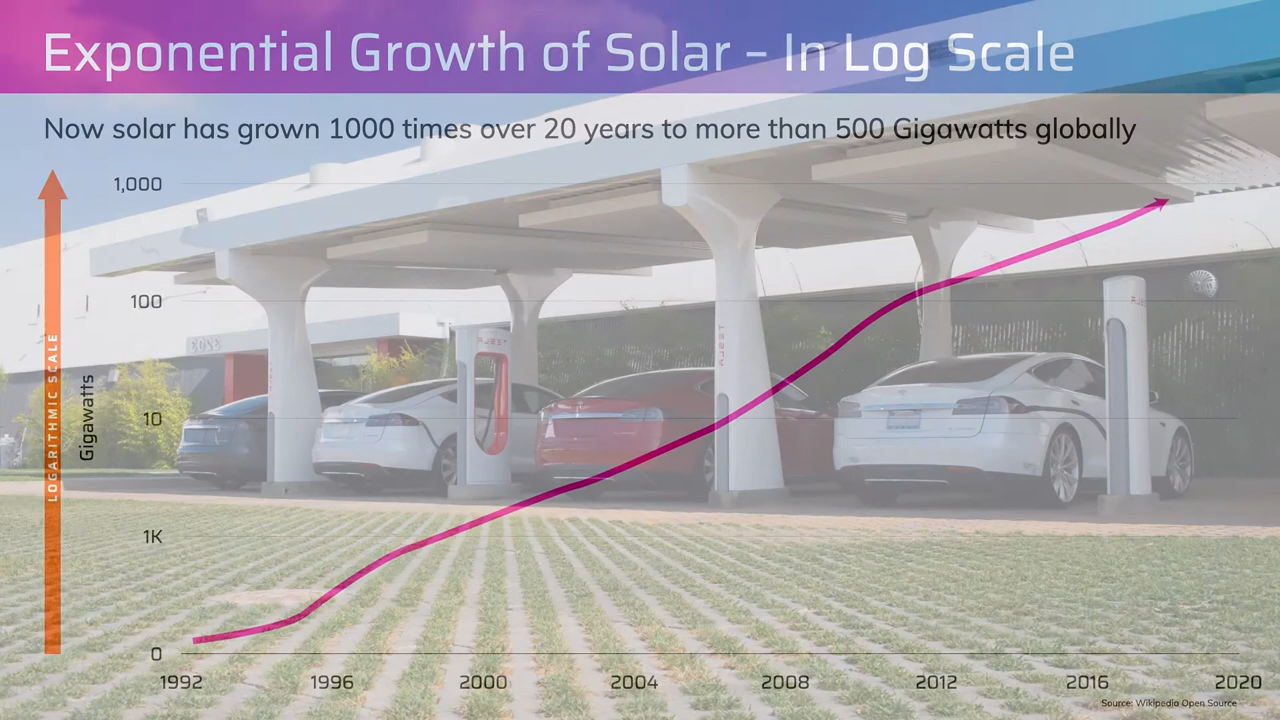 Exponential Growth of Solar – In Log Scale
Now solar has grown 1000 times over 20 years to more than 500 Gigawatts globally
1,000
100
10
1K
0
LOGARITHMIC SCALE
Gigawatts
1992 1996 2000 2004 2008 2012 2016 2020
Source: Wikipedia Open Source